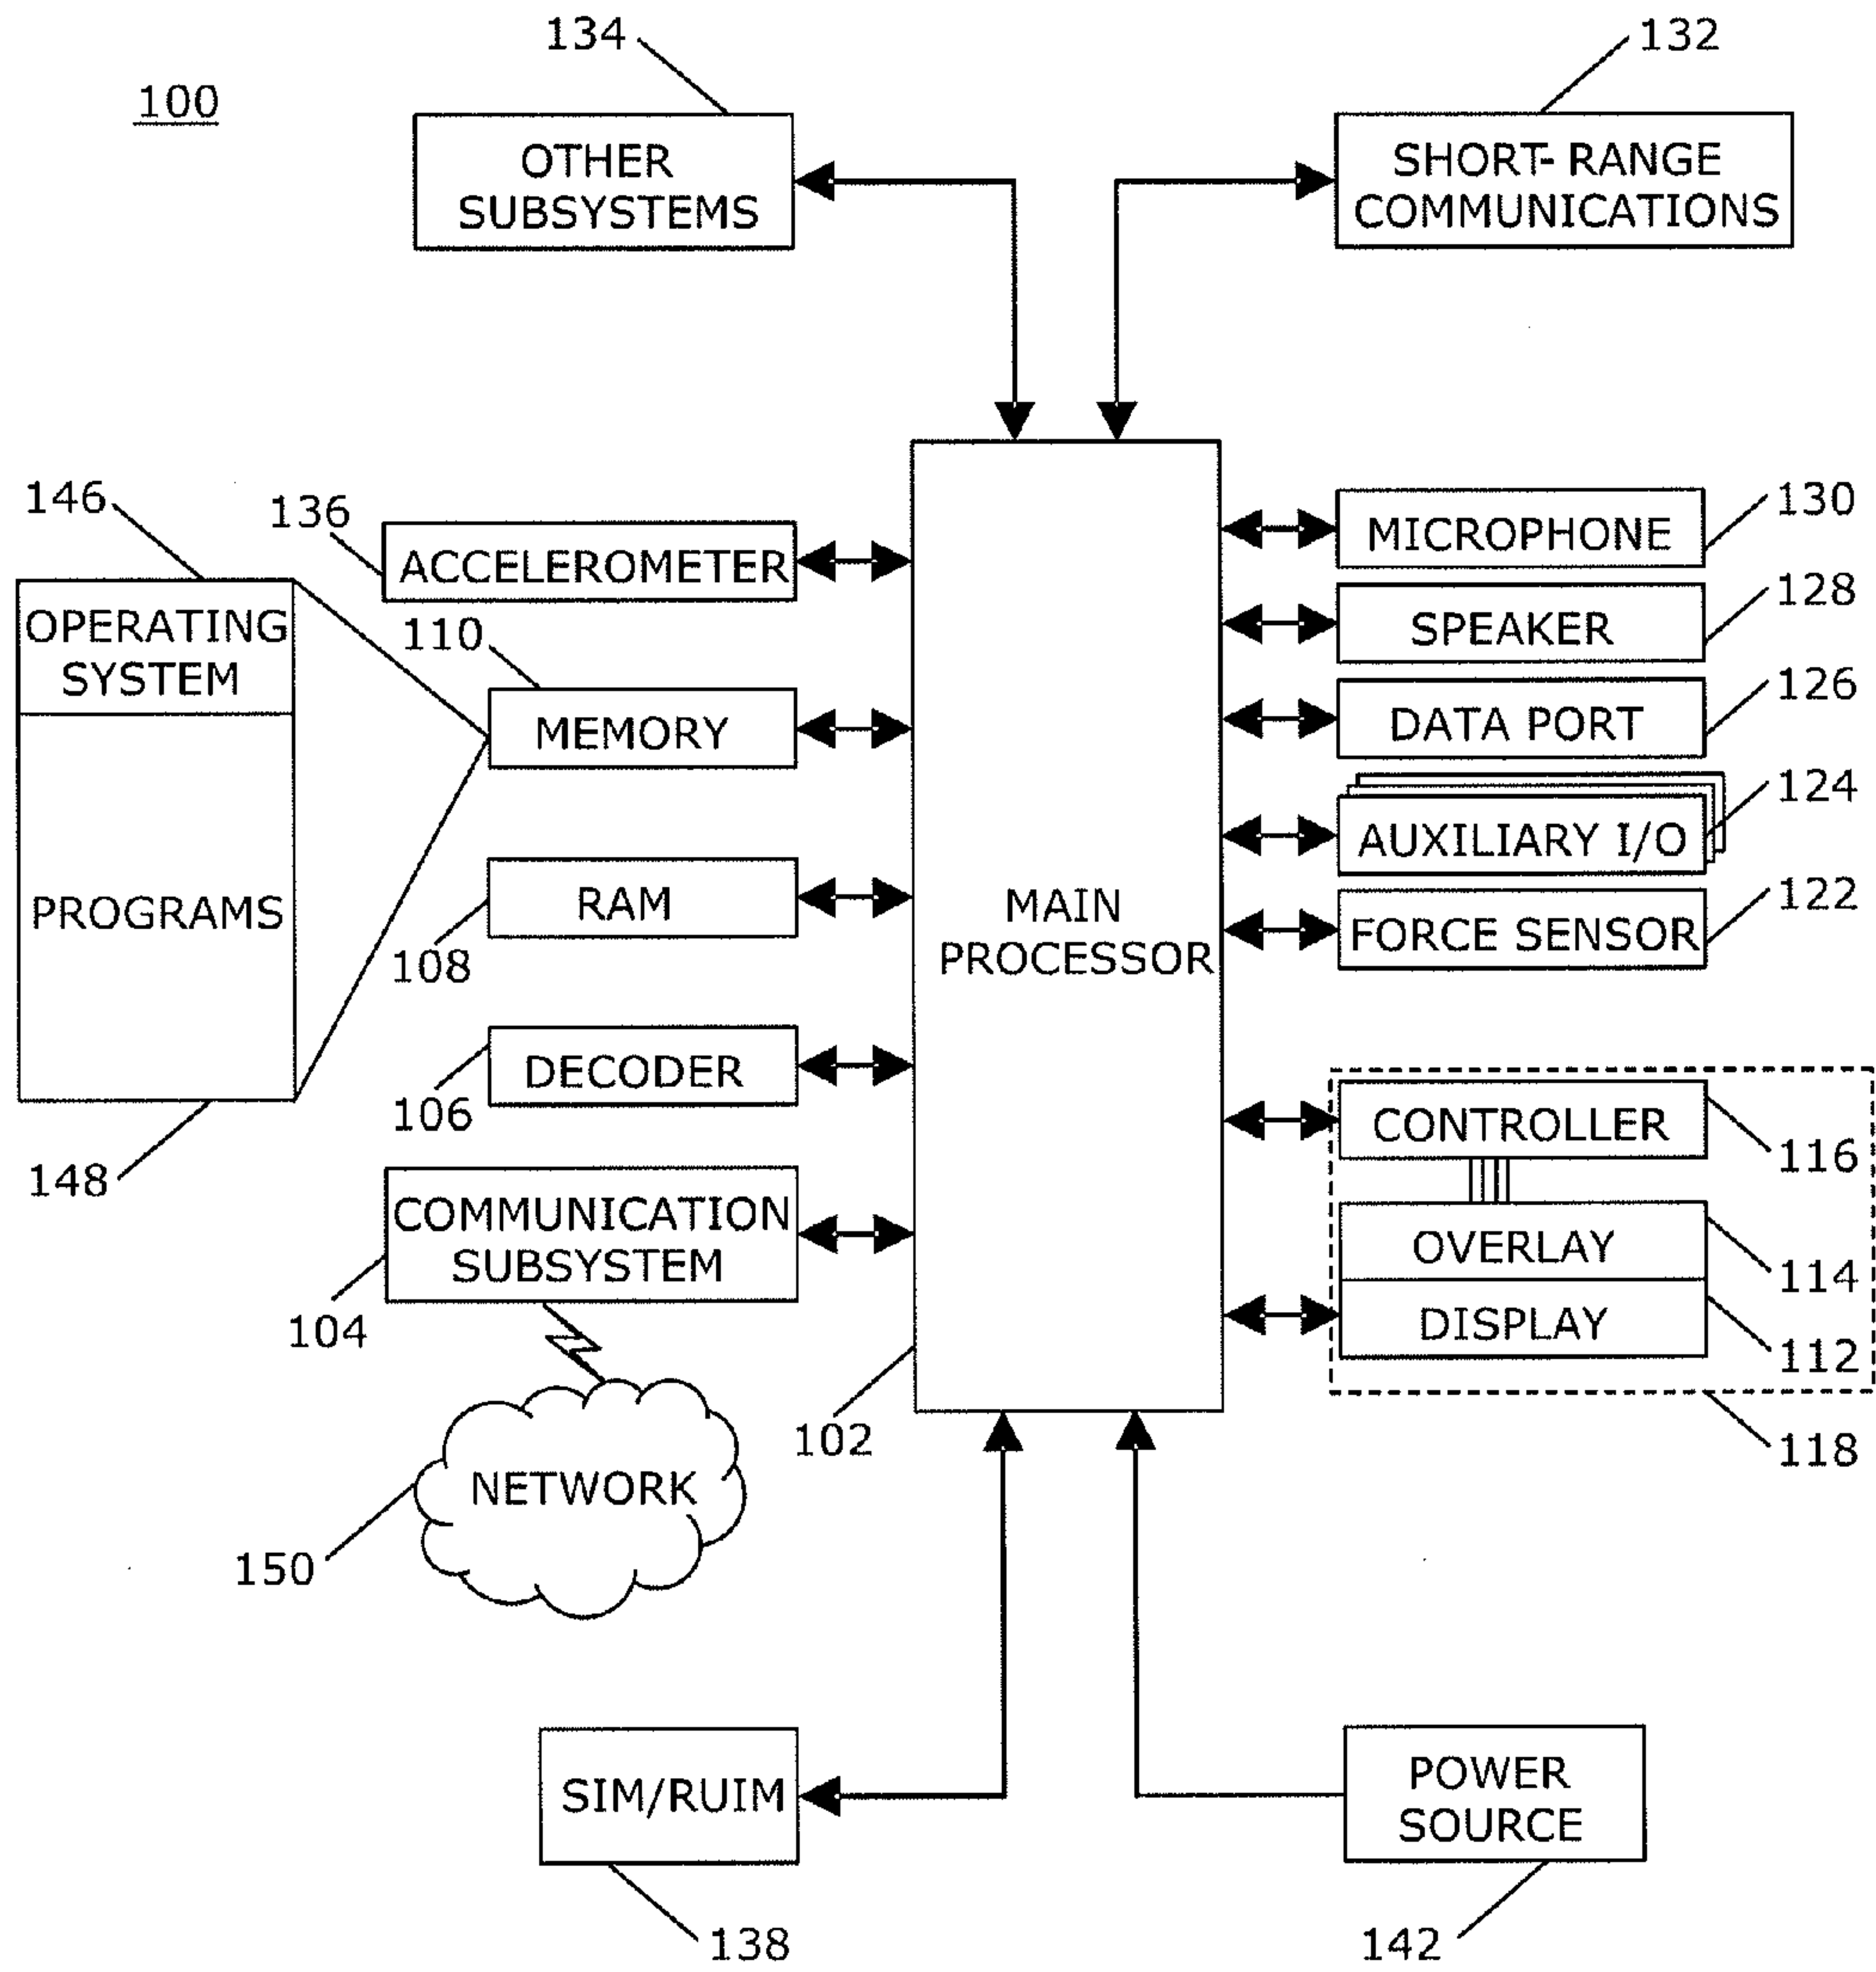 134
132
100
OTHER
SUBSYSTEMS
SHORT-RANGE
COMMUNICATIONS
146
136
ACCELEROMETER
MICROPHONE
130
OPERATING
SYSTEM
110
SPEAKER
128
MEMORY
DATA PORT
126
AUXILIARY I/O
124
PROGRAMS
RAM
108
MAIN
PROCESSOR
FORCE SENSOR
122
DECODER
106
CONTROLLER
116
148
COMMUNICATION
SUBSYSTEM
104
OVERLAY
114
DISPLAY
112
102
118
NETWORK
150
SIM/RUIM
POWER
SOURCE
138
142